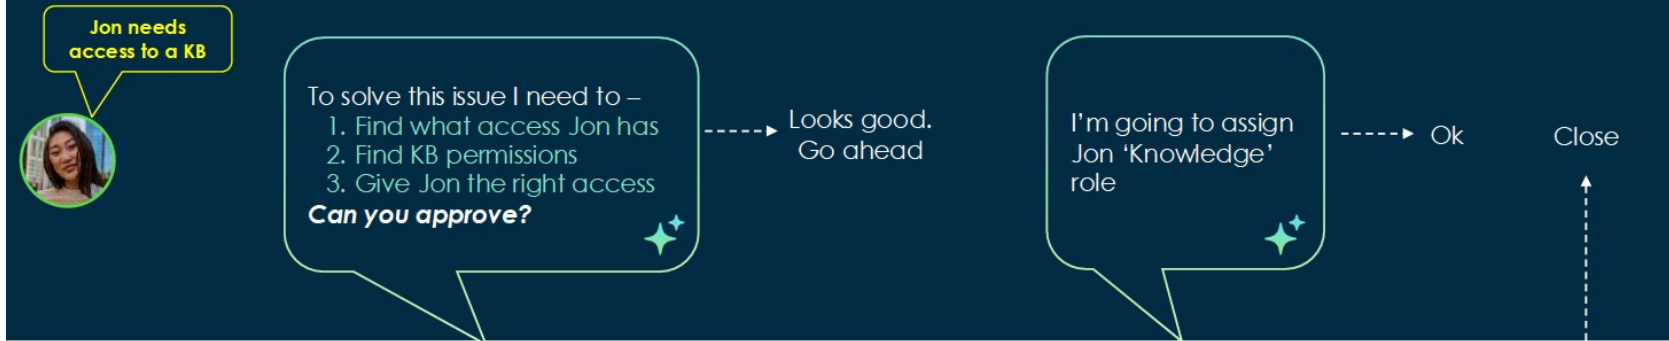 Jon needs
access to a KB
To solve this issue I need to –
1. Find what access Jon has
2. Find KB permissions
3. Give Jon the right access
Can you approve?
Looks good.
Go ahead
I'm going to assign
Jon ‘Knowledge’
role
Ok
Close